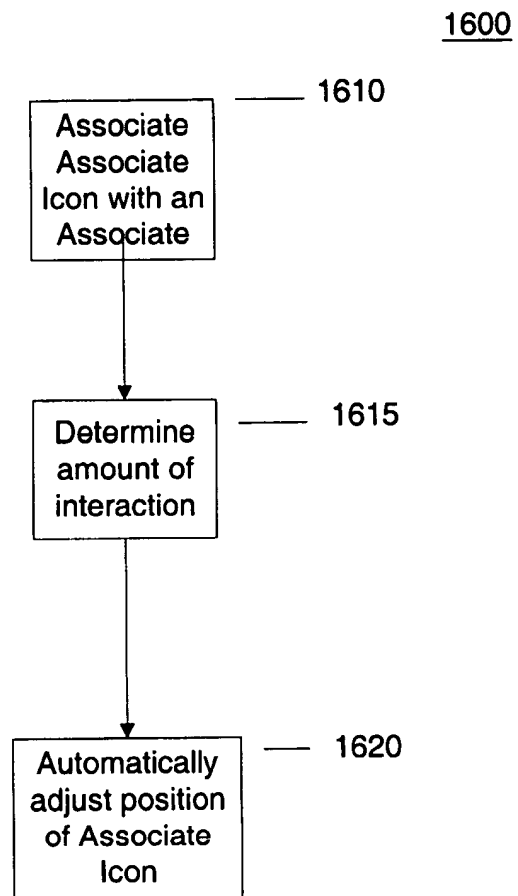 1600
1610
Associate
Associate
Icon with an
Associate
1615
Determine
amount of
interaction
1620
Automatically
adjust position
of Associate
Icon